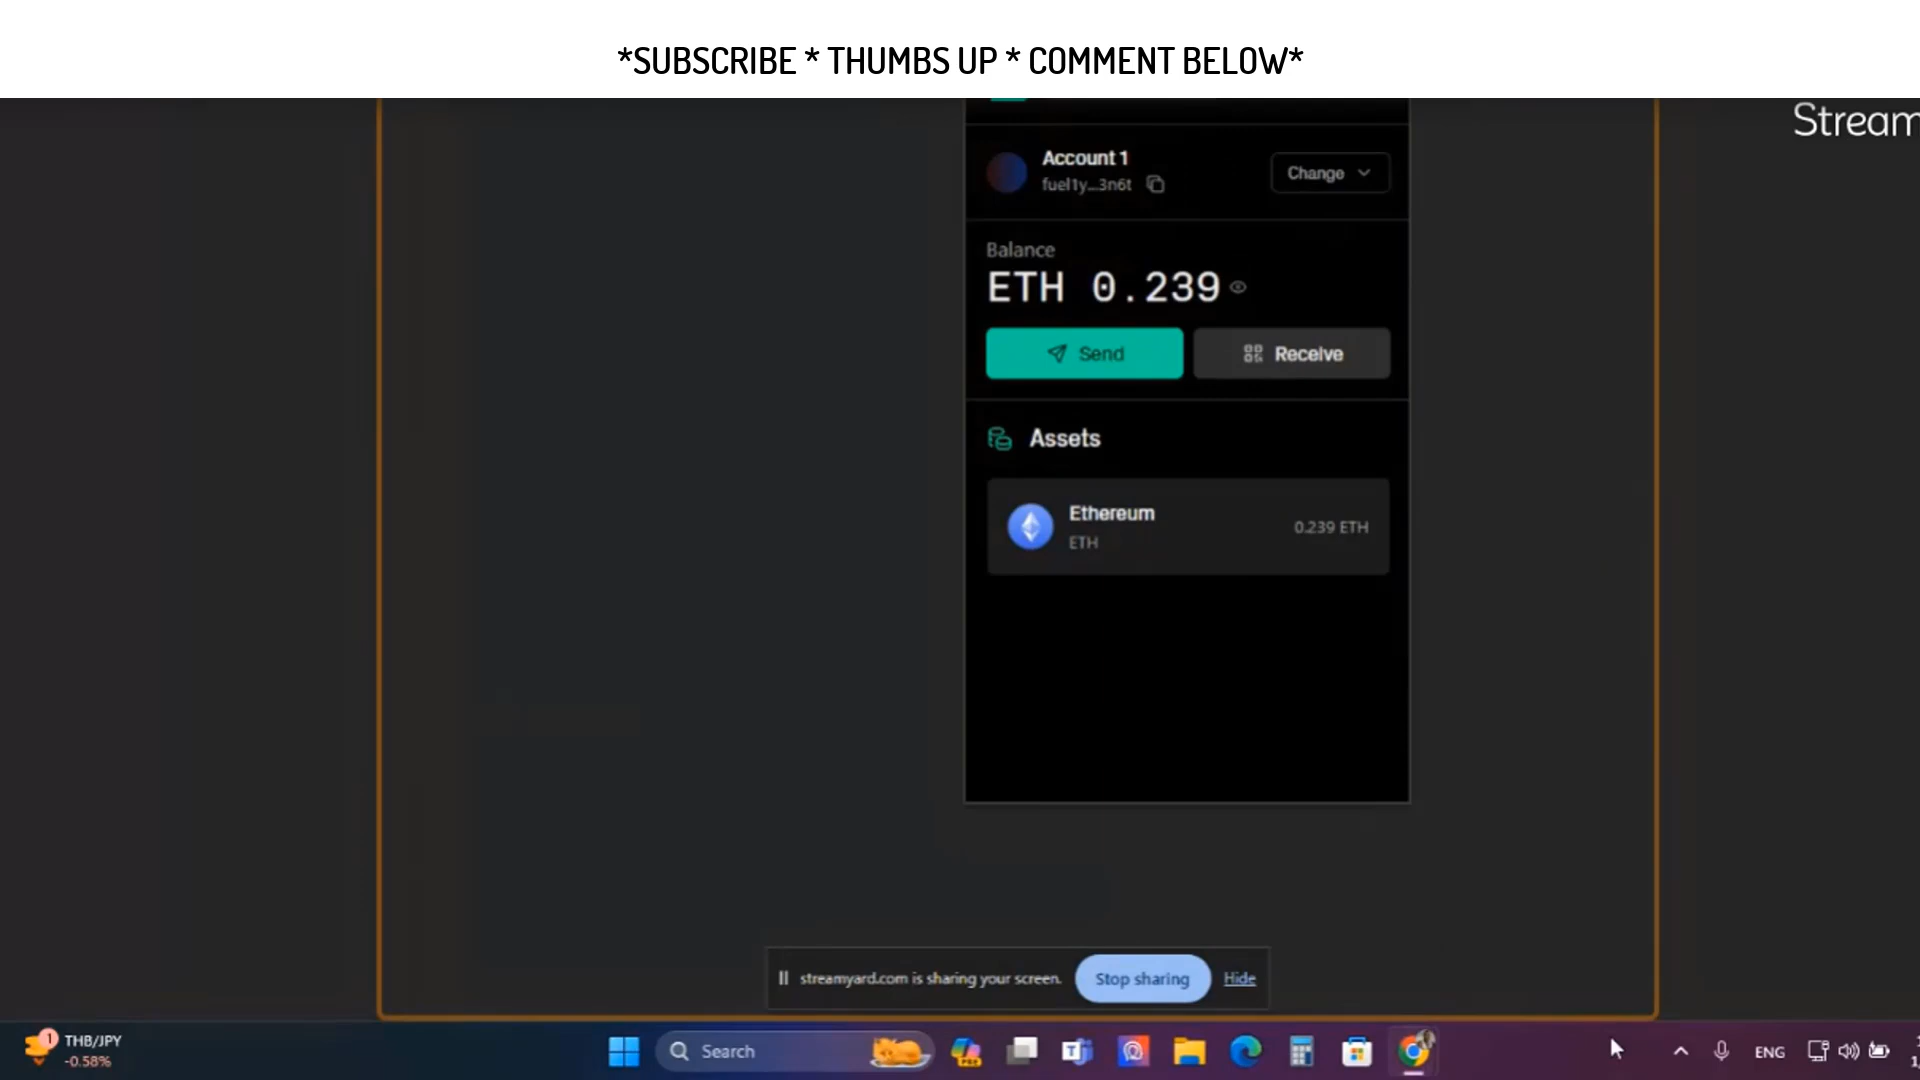 *SUBSCRIBE * THUMBS UP * COMMENT BELOW*
Stream
Account 1
fuel1y...3n6t
Change
Balance
ETH 0.239
Send
Receive
Assets
Ethereum
0.239 ETH
ETH
streamyard.com is sharing your screen.
Stop sharing
Hide
1
THB/JPY
-0.58%
Search
ENG